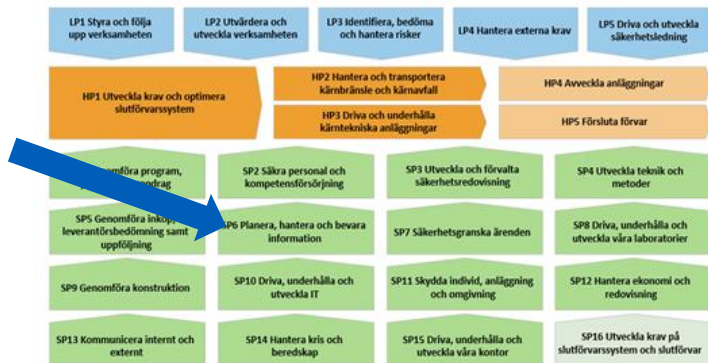 LP1 Styra och följa
upp verksamheten
LP2 Utvärdera och
utveckla verksamheten
LP3 Identifiera, bedöma
och hantera risker
LP4 Hantera externa krav
LP5 Driva och utveckla
säkerhetsledning
HP1 Utveckla krav och optimera
slutförvarssystem
HP2 Hantera och transportera
kärnbränsle och kärnavfall
HP4 Avveckla anläggningar
HP3 Driva och underhålla
kärntekniska anläggningar
HP5 Försluta förvar
program,
SP2 Säkra personal och
kompetensförsörjning
SP3 Utveckla och förvalta
säkerhetsredovisning
SP4 Utveckla teknik och
metoder
SP5 Genomföra inköp,
leverantörsbedömning samt
uppföljning
SP6 Planera, hantera och bevara
information
SP7 Säkerhetsgranska ärenden
SP8 Driva, underhålla och
utveckla våra laboratorier
SP9 Genomföra konstruktion
SP10 Driva, underhålla och
utveckla IT
SP11 Skydda individ, anläggning
och omgivning
SP12 Hantera ekonomi och
redovisning
SP13 Kommunicera internt och
externt
SP14 Hantera kris och
beredskap
SP15 Driva, underhålla och
utveckla våra kontor
SP16 Utveckla krav på
slutförvarssystem och slutförvar